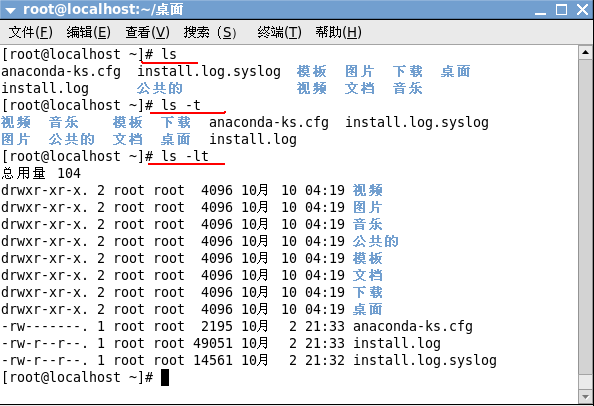 root@localhost:~/桌面
文件(F) 编辑(E) 查看(V) 搜索 (S) 终端(T) 帮助(H)
[root@localhost ~]# ls
anaconda-ks.cfg install.log.syslog 模板 图片 下载 桌面
install.log 公共的 视频 文档 音乐
[root@localhost ~]# ls -t
视频 音乐 模板 下载 anaconda-ks.cfg install.log.syslog
图片 公共的 文档 桌面 install.log
[root@localhost ~]# ls -lt
总用量 104
drwxr-xr-x. 2 root root 4096 10月 10 04:19 视频
drwxr-xr-x. 2 root root 4096 10月 10 04:19 图片
drwxr-xr-x. 2 root root 4096 10月 10 04:19 音乐
drwxr-xr-x. 2 root root 4096 10月 10 04:19 公共的
drwxr-xr-x. 2 root root 4096 10月 10 04:19 模板
drwxr-xr-x. 2 root root 4096 10月 10 04:19 文档
drwxr-xr-x. 2 root root 4096 10月 10 04:19 下载
drwxr-xr-x. 2 root root 4096 10月 10 04:19 桌面
-rw-------. 1 root root 2195 10月 2 21:33 anaconda-ks.cfg
-rw-r--r--. 1 root root 49051 10月 2 21:33 install.log
-rw-r--r--. 1 root root 14561 10月 2 21:32 install.log.syslog
[root@localhost ~]#